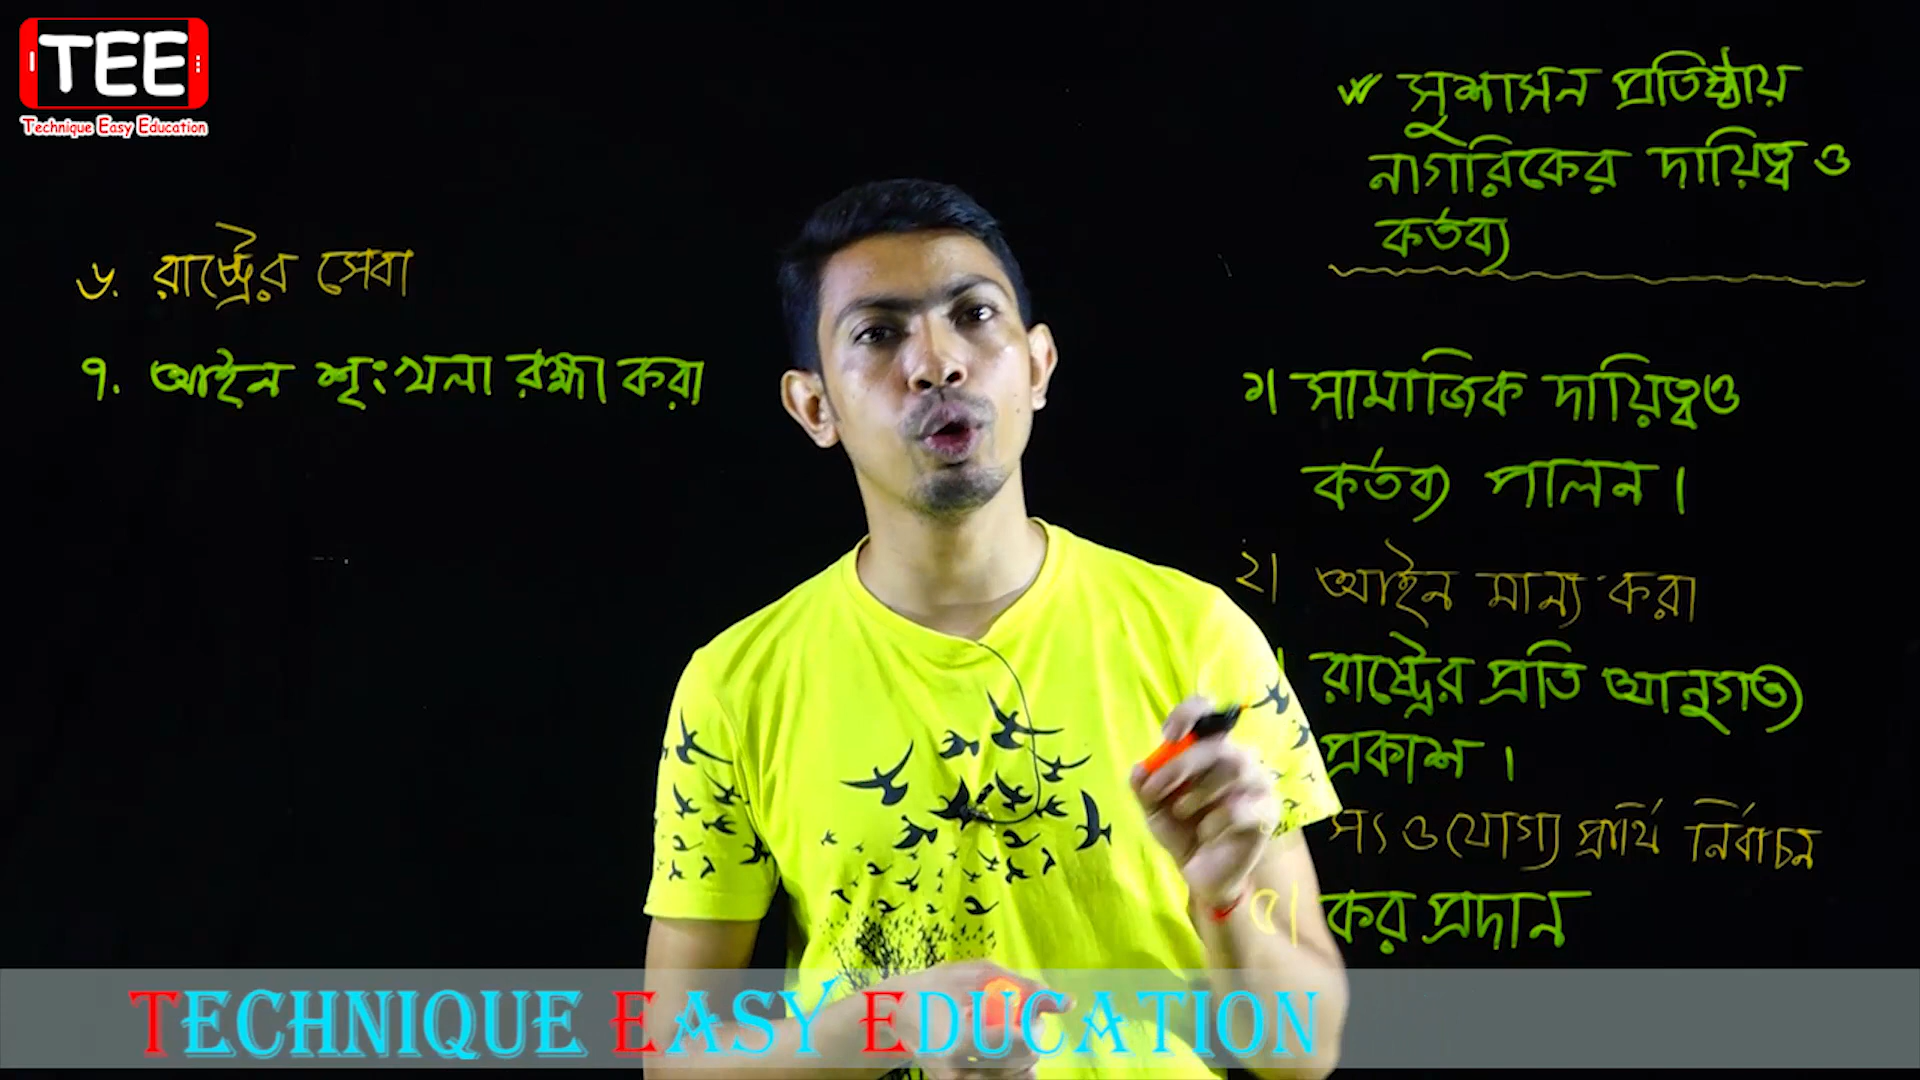 TEE
Technique Easy Education
সুশাসন প্রতিষ্ঠায়
নাগরিকের দায়িত্ব ও
কর্তব্য
১। সামাজিক দায়িত্ব ও
কর্তব্য পালন।
২। আইন মান্য করা
রাষ্ট্রের প্রতি আনুগত্য
প্রকাশ।
সৎ ও যোগ্য প্রার্থি নির্বাচন
৫। কর প্রদান
৬. রাষ্ট্রের সেবা
৭. আইন শৃংখলা রক্ষা করা
TECHNIQUE EASY EDUCATION